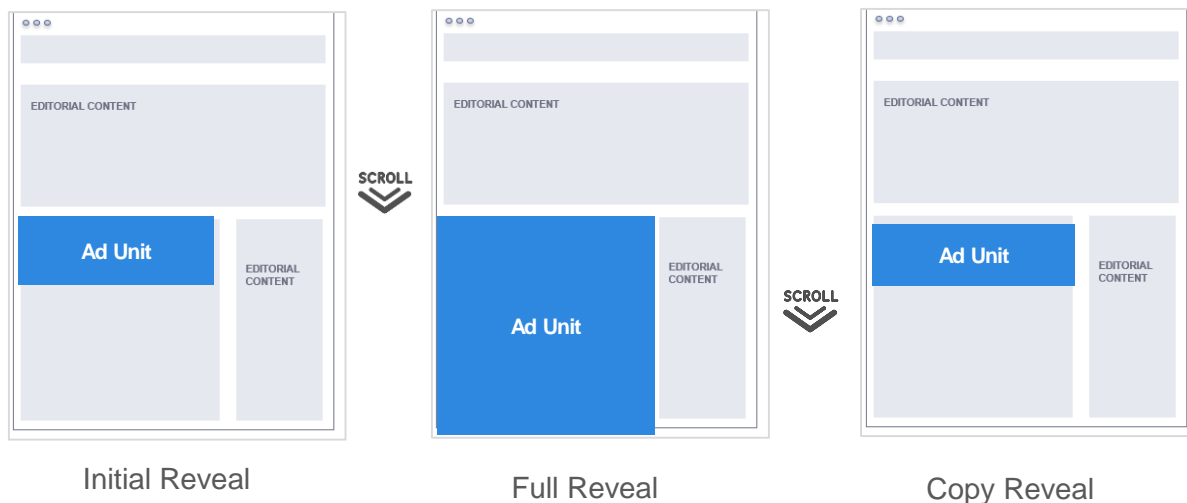 EDITORIAL CONTENT
Ad Unit
EDITORIAL
CONTENT
Initial Reveal
SCROLL
EDITORIAL CONTENT
Ad Unit
EDITORIAL
CONTENT
Full Reveal
SCROLL
EDITORIAL CONTENT
Ad Unit
EDITORIAL
CONTENT
Copy Reveal